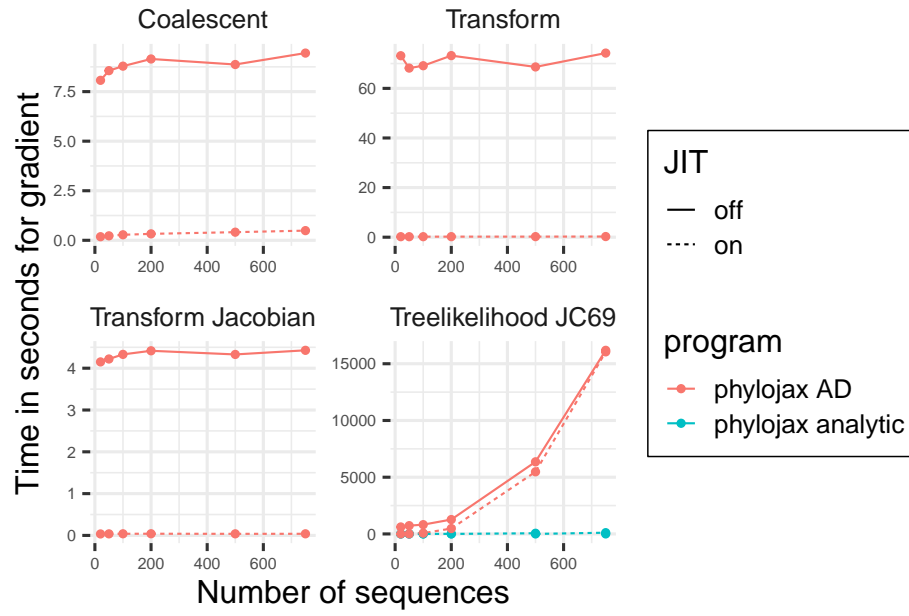 Coalescent
Transform
7.5
5.0
2.5
0.0
0 200 400 600
60
40
20
0
0 200 400 600
Transform Jacobian
Treelikelihood JC69
4
3
2
1
0
0 200 400 600
15000
10000
5000
0
0 200 400 600
Time in seconds for gradient
Number of sequences
JIT
off
on
program
phylojax AD
phylojax analytic